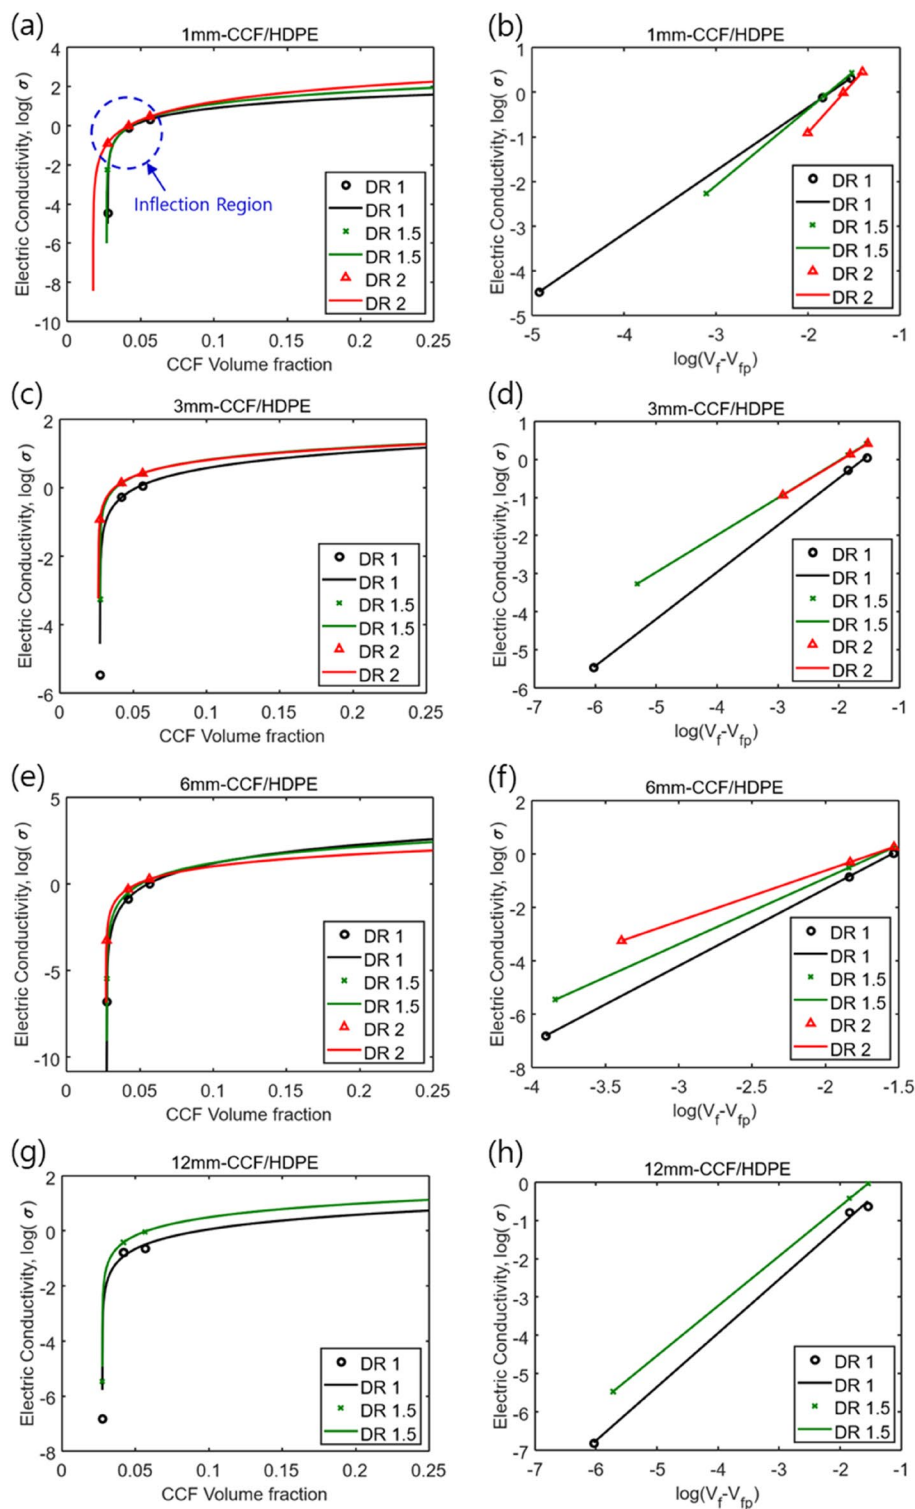 (a)
1mm-CCF/HDPE
Electric Conductivity, log( σ)
4
2
0
-2
-4
-6
-8
-10
Inflection Region
DR 1
DR 1
DR 1.5
DR 1.5
DR 2
DR 2
0 0.05 0.1 0.15 0.2 0.25
CCF Volume fraction
(b)
1mm-CCF/HDPE
Electric Conductivity, log( σ)
1
0
-1
-2
-3
-4
-5
DR 1
DR 1
DR 1.5
DR 1.5
DR 2
DR 2
-5 -4 -3 -2 -1
log(Vf-Vfp)
(c)
3mm-CCF/HDPE
Electric Conductivity, log( σ)
2
0
-2
-4
-6
DR 1
DR 1
DR 1.5
DR 1.5
DR 2
DR 2
0 0.05 0.1 0.15 0.2 0.25
CCF Volume fraction
(d)
3mm-CCF/HDPE
Electric Conductivity, log( σ)
1
0
-1
-2
-3
-4
-5
-6
DR 1
DR 1
DR 1.5
DR 1.5
DR 2
DR 2
-7 -6 -5 -4 -3 -2 -1
log(Vf-Vfp)
(e)
6mm-CCF/HDPE
Electric Conductivity, log( σ)
5
0
-5
-10
DR 1
DR 1
DR 1.5
DR 1.5
DR 2
DR 2
0 0.05 0.1 0.15 0.2 0.25
CCF Volume fraction
(f)
6mm-CCF/HDPE
Electric Conductivity, log( σ)
2
0
-2
-4
-6
-8
DR 1
DR 1
DR 1.5
DR 1.5
DR 2
DR 2
-4 -3.5 -3 -2.5 -2 -1.5
log(Vf-Vfp)
(g)
12mm-CCF/HDPE
Electric Conductivity, log( σ)
2
0
-2
-4
-6
-8
DR 1
DR 1
DR 1.5
DR 1.5
0 0.05 0.1 0.15 0.2 0.25
CCF Volume fraction
(h)
12mm-CCF/HDPE
Electric Conductivity, log( σ)
0
-1
-2
-3
-4
-5
-6
-7
DR 1
DR 1
DR 1.5
DR 1.5
-7 -6 -5 -4 -3 -2 -1
log(Vf-Vfp)